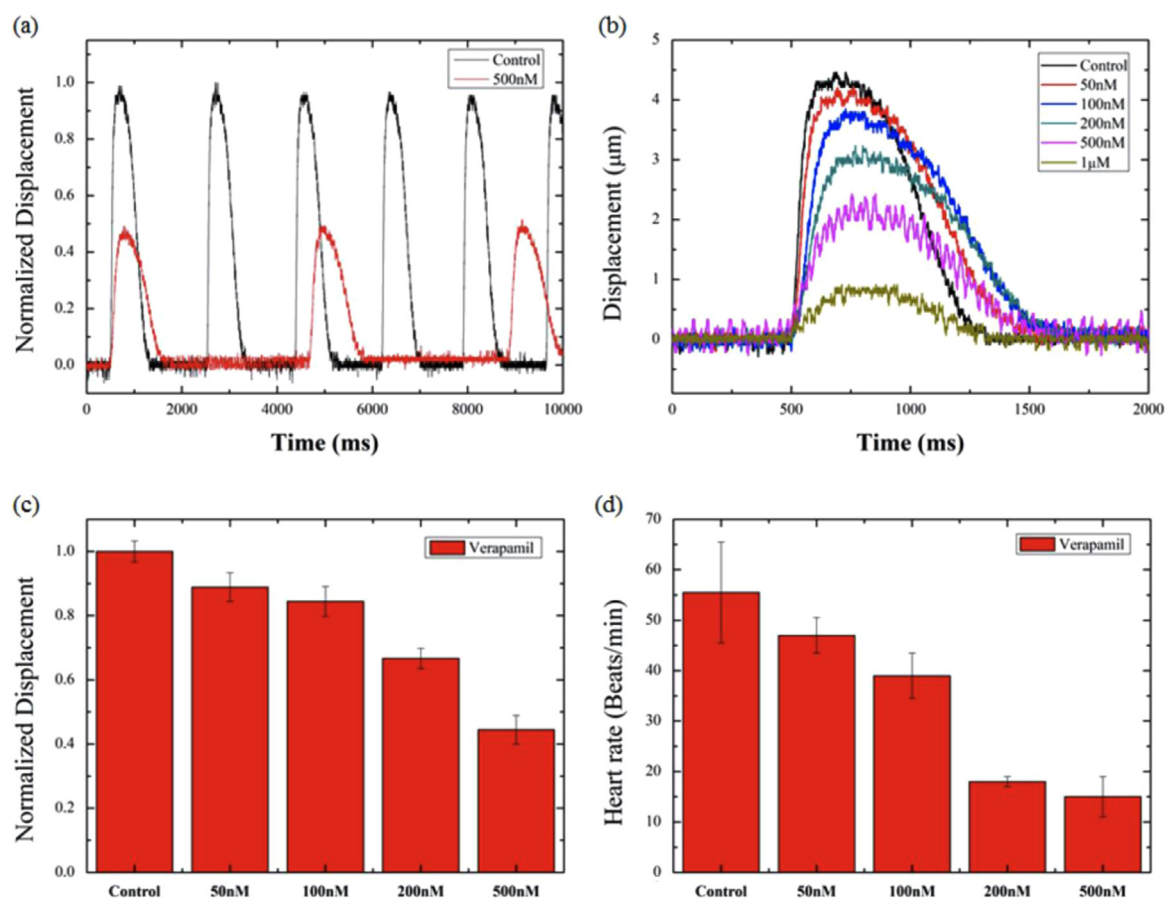 (a)
Normalized Displacement
1.0
0.8
0.6
0.4
0.2
0.0
Control
500nM
0
2000
4000
6000
8000
10000
Time (ms)
(b)
Displacement (μm)
5
4
3
2
1
0
Control
50nM
100nM
200nM
500nM
1μM
0
500
1000
1500
2000
Time (ms)
(c)
Normalized Displacement
1.0
0.8
0.6
0.4
0.2
0.0
Verapamil
Control
50nM
100nM
200nM
500nM
(d)
Heart rate (Beats/min)
70
60
50
40
30
20
10
0
Verapamil
Control
50nM
100nM
200nM
500nM